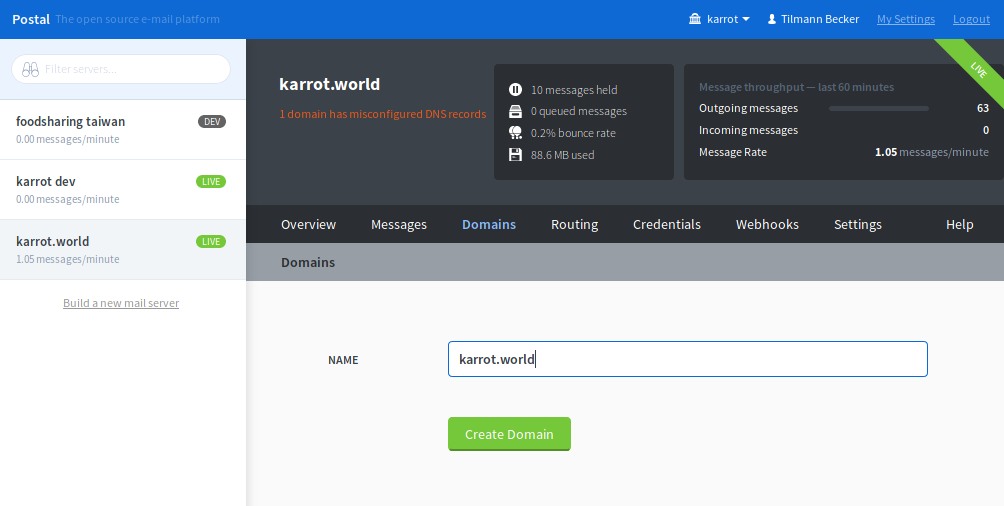 Postal The open source e-mail platform
karrot
Tilmann Becker
My Settings
Logout
Filter servers...
foodsharing taiwan
DEV
0.00 messages/minute
karrot dev
LIVE
0.00 messages/minute
karrot.world
LIVE
1.05 messages/minute
Build a new mail server
karrot.world
1 domain has misconfigured DNS records
10 messages held
0 queued messages
0.2% bounce rate
88.6 MB used
Message throughput — last 60 minutes
Outgoing messages 63
Incoming messages 0
Message Rate 1.05 messages/minute
LIVE
Overview Messages Domains Routing Credentials Webhooks Settings Help
Domains
NAME
karrot.world
Create Domain